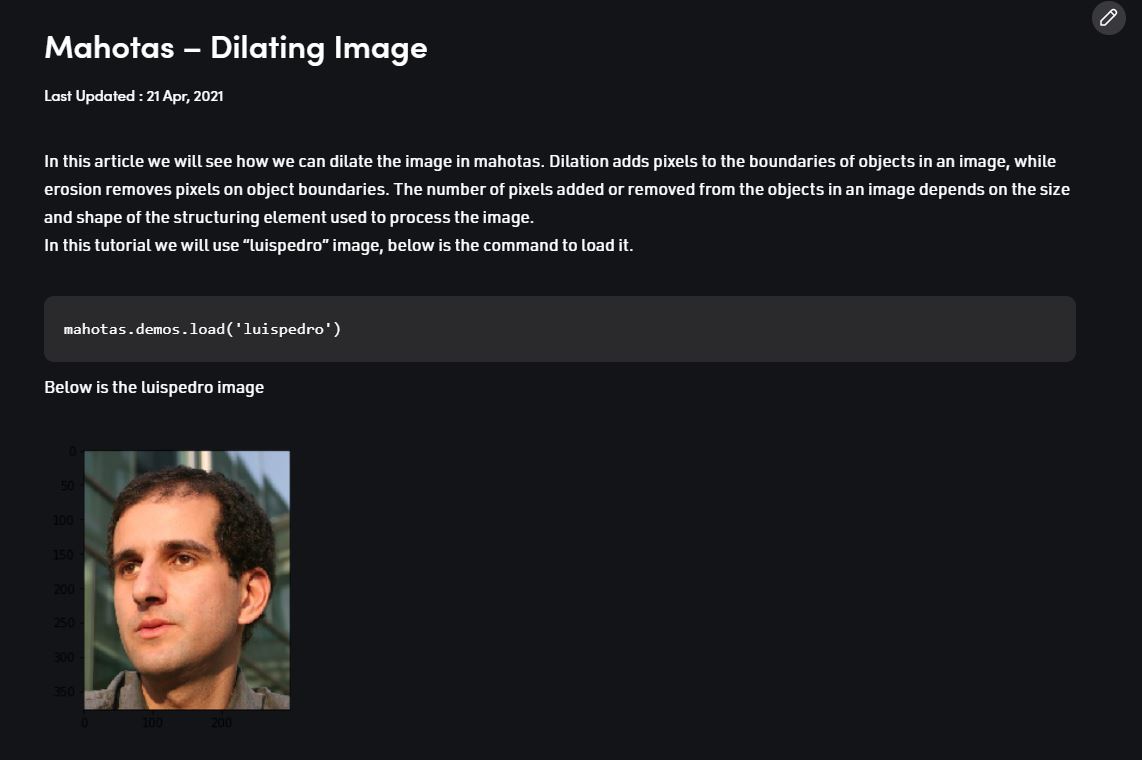 Mahotas – Dilating Image
Last Updated : 21 Apr, 2021
In this article we will see how we can dilate the image in mahotas. Dilation adds pixels to the boundaries of objects in an image, while
erosion removes pixels on object boundaries. The number of pixels added or removed from the objects in an image depends on the size
and shape of the structuring element used to process the image.
In this tutorial we will use “luispedro” image, below is the command to load it.
mahotas.demos.load('luispedro')
Below is the luispedro image
0
50
100
150
200
250
300
350
0 100 200